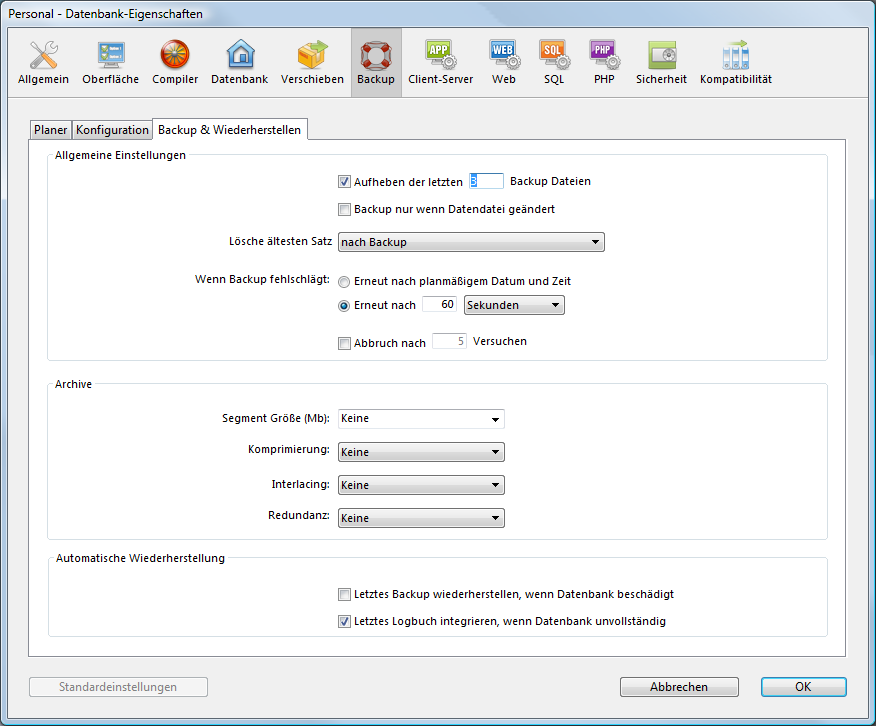 Personal - Datenbank-Eigenschaften
APP WEB SQL PHP
Allgemein Oberfläche Compiler Datenbank Verschieben Backup Client-Server Web SQL PHP Sicherheit Kompatibilität
Planer Konfiguration Backup & Wiederherstellen
Allgemeine Einstellungen
Aufheben der letzten 3 Backup Dateien
Backup nur wenn Datendatei geändert
Lösche ältesten Satz nach Backup
Wenn Backup fehlschlägt: Erneut nach planmäßigem Datum und Zeit
Erneut nach 60 Sekunden
Abbruch nach 5 Versuchen
Archive
Segment Größe (Mb): Keine
Komprimierung: Keine
Interlacing: Keine
Redundanz: Keine
Automatische Wiederherstellung
Letztes Backup wiederherstellen, wenn Datenbank beschädigt
Letztes Logbuch integrieren, wenn Datenbank unvollständig
Standardeinstellungen Abbrechen OK